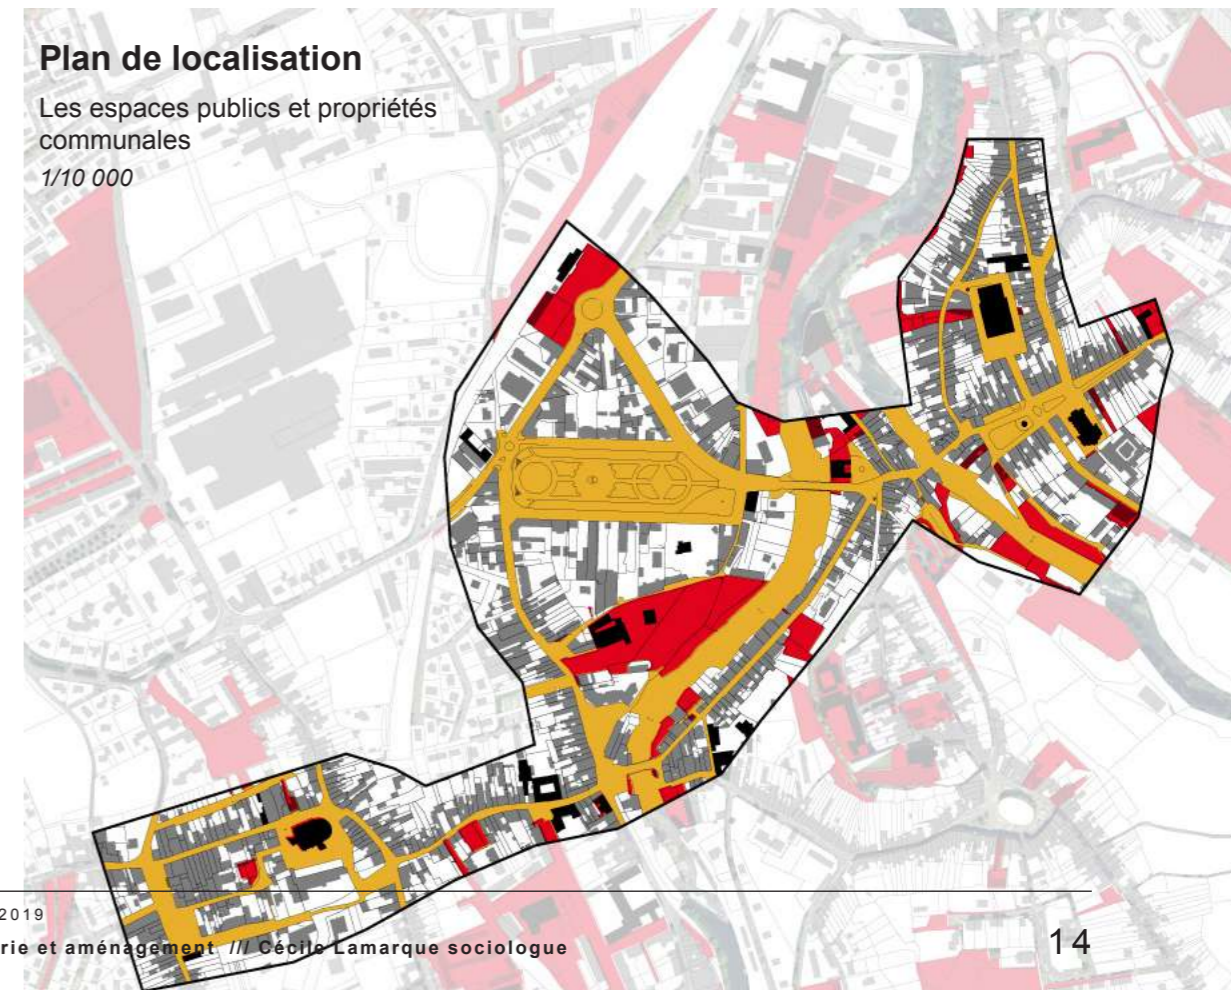 Plan de localisation
Les espaces publics et propriétés
communales
1/10 000
2019
rie et aménagement /// Cécile Lamarque sociologue
14